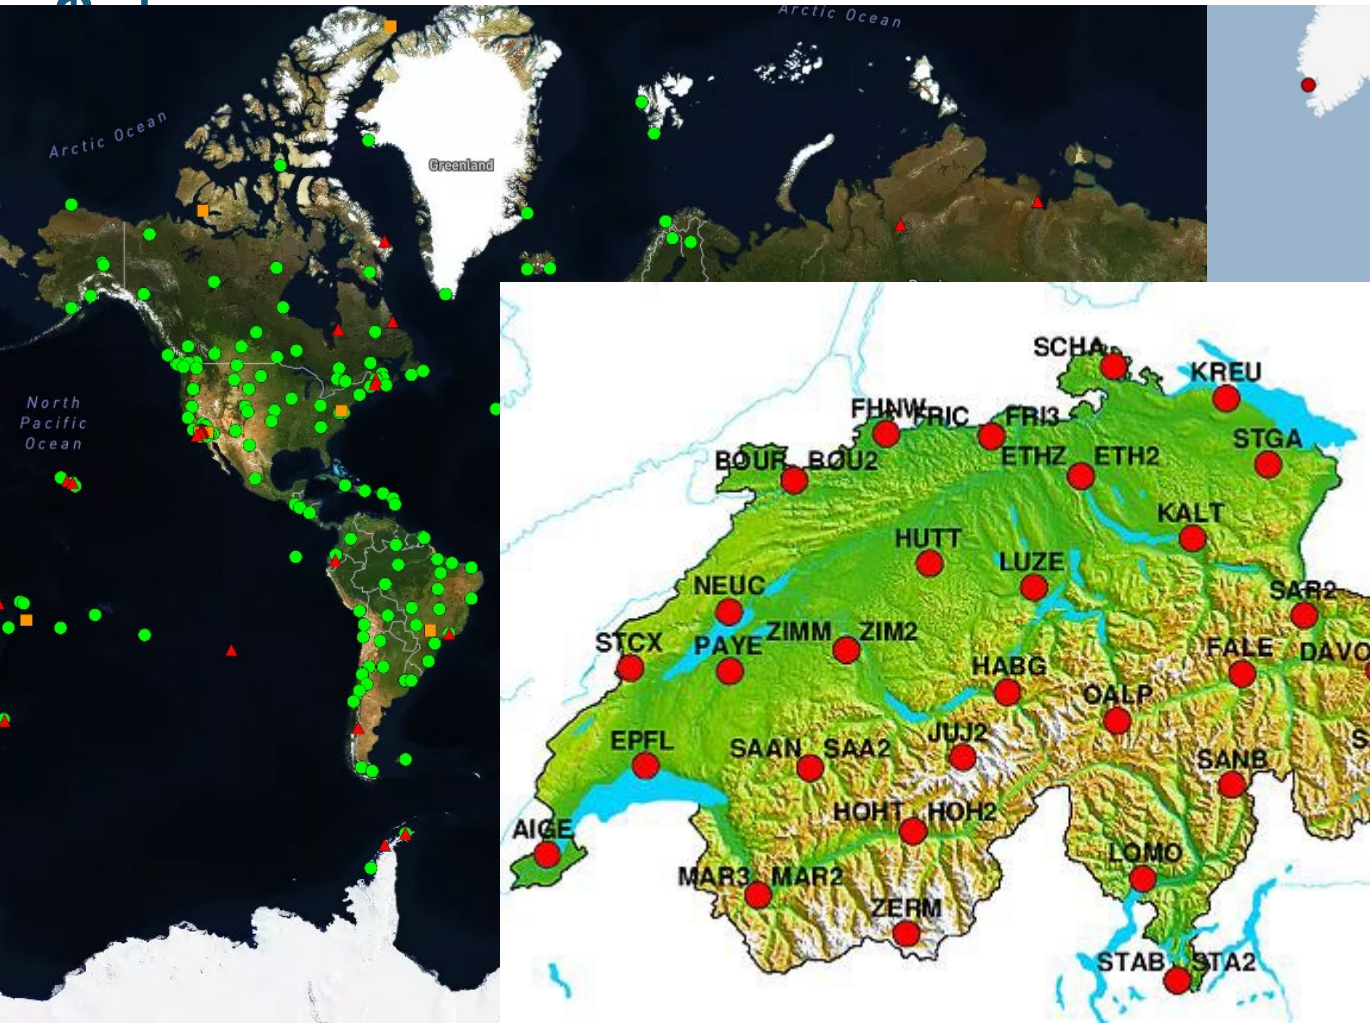 Arctic Ocean
Arctic Ocean
Greenland
North
Pacific
Ocean
SCHA
KREU
FHNW
FRIC
FRI3
STGA
BOUR
BOU2
ETHZ
ETH2
KALT
HUTT
LUZE
NEUC
SAR2
STCX
PAYE
ZIMM
ZIM2
FALE
DAVO
HABG
OALP
EPFL
SAAN
SAA2
JUJ2
SANB
HOHT
HOH2
AIGE
LOMO
MAR3
MAR2
ZERM
STAB
STA2